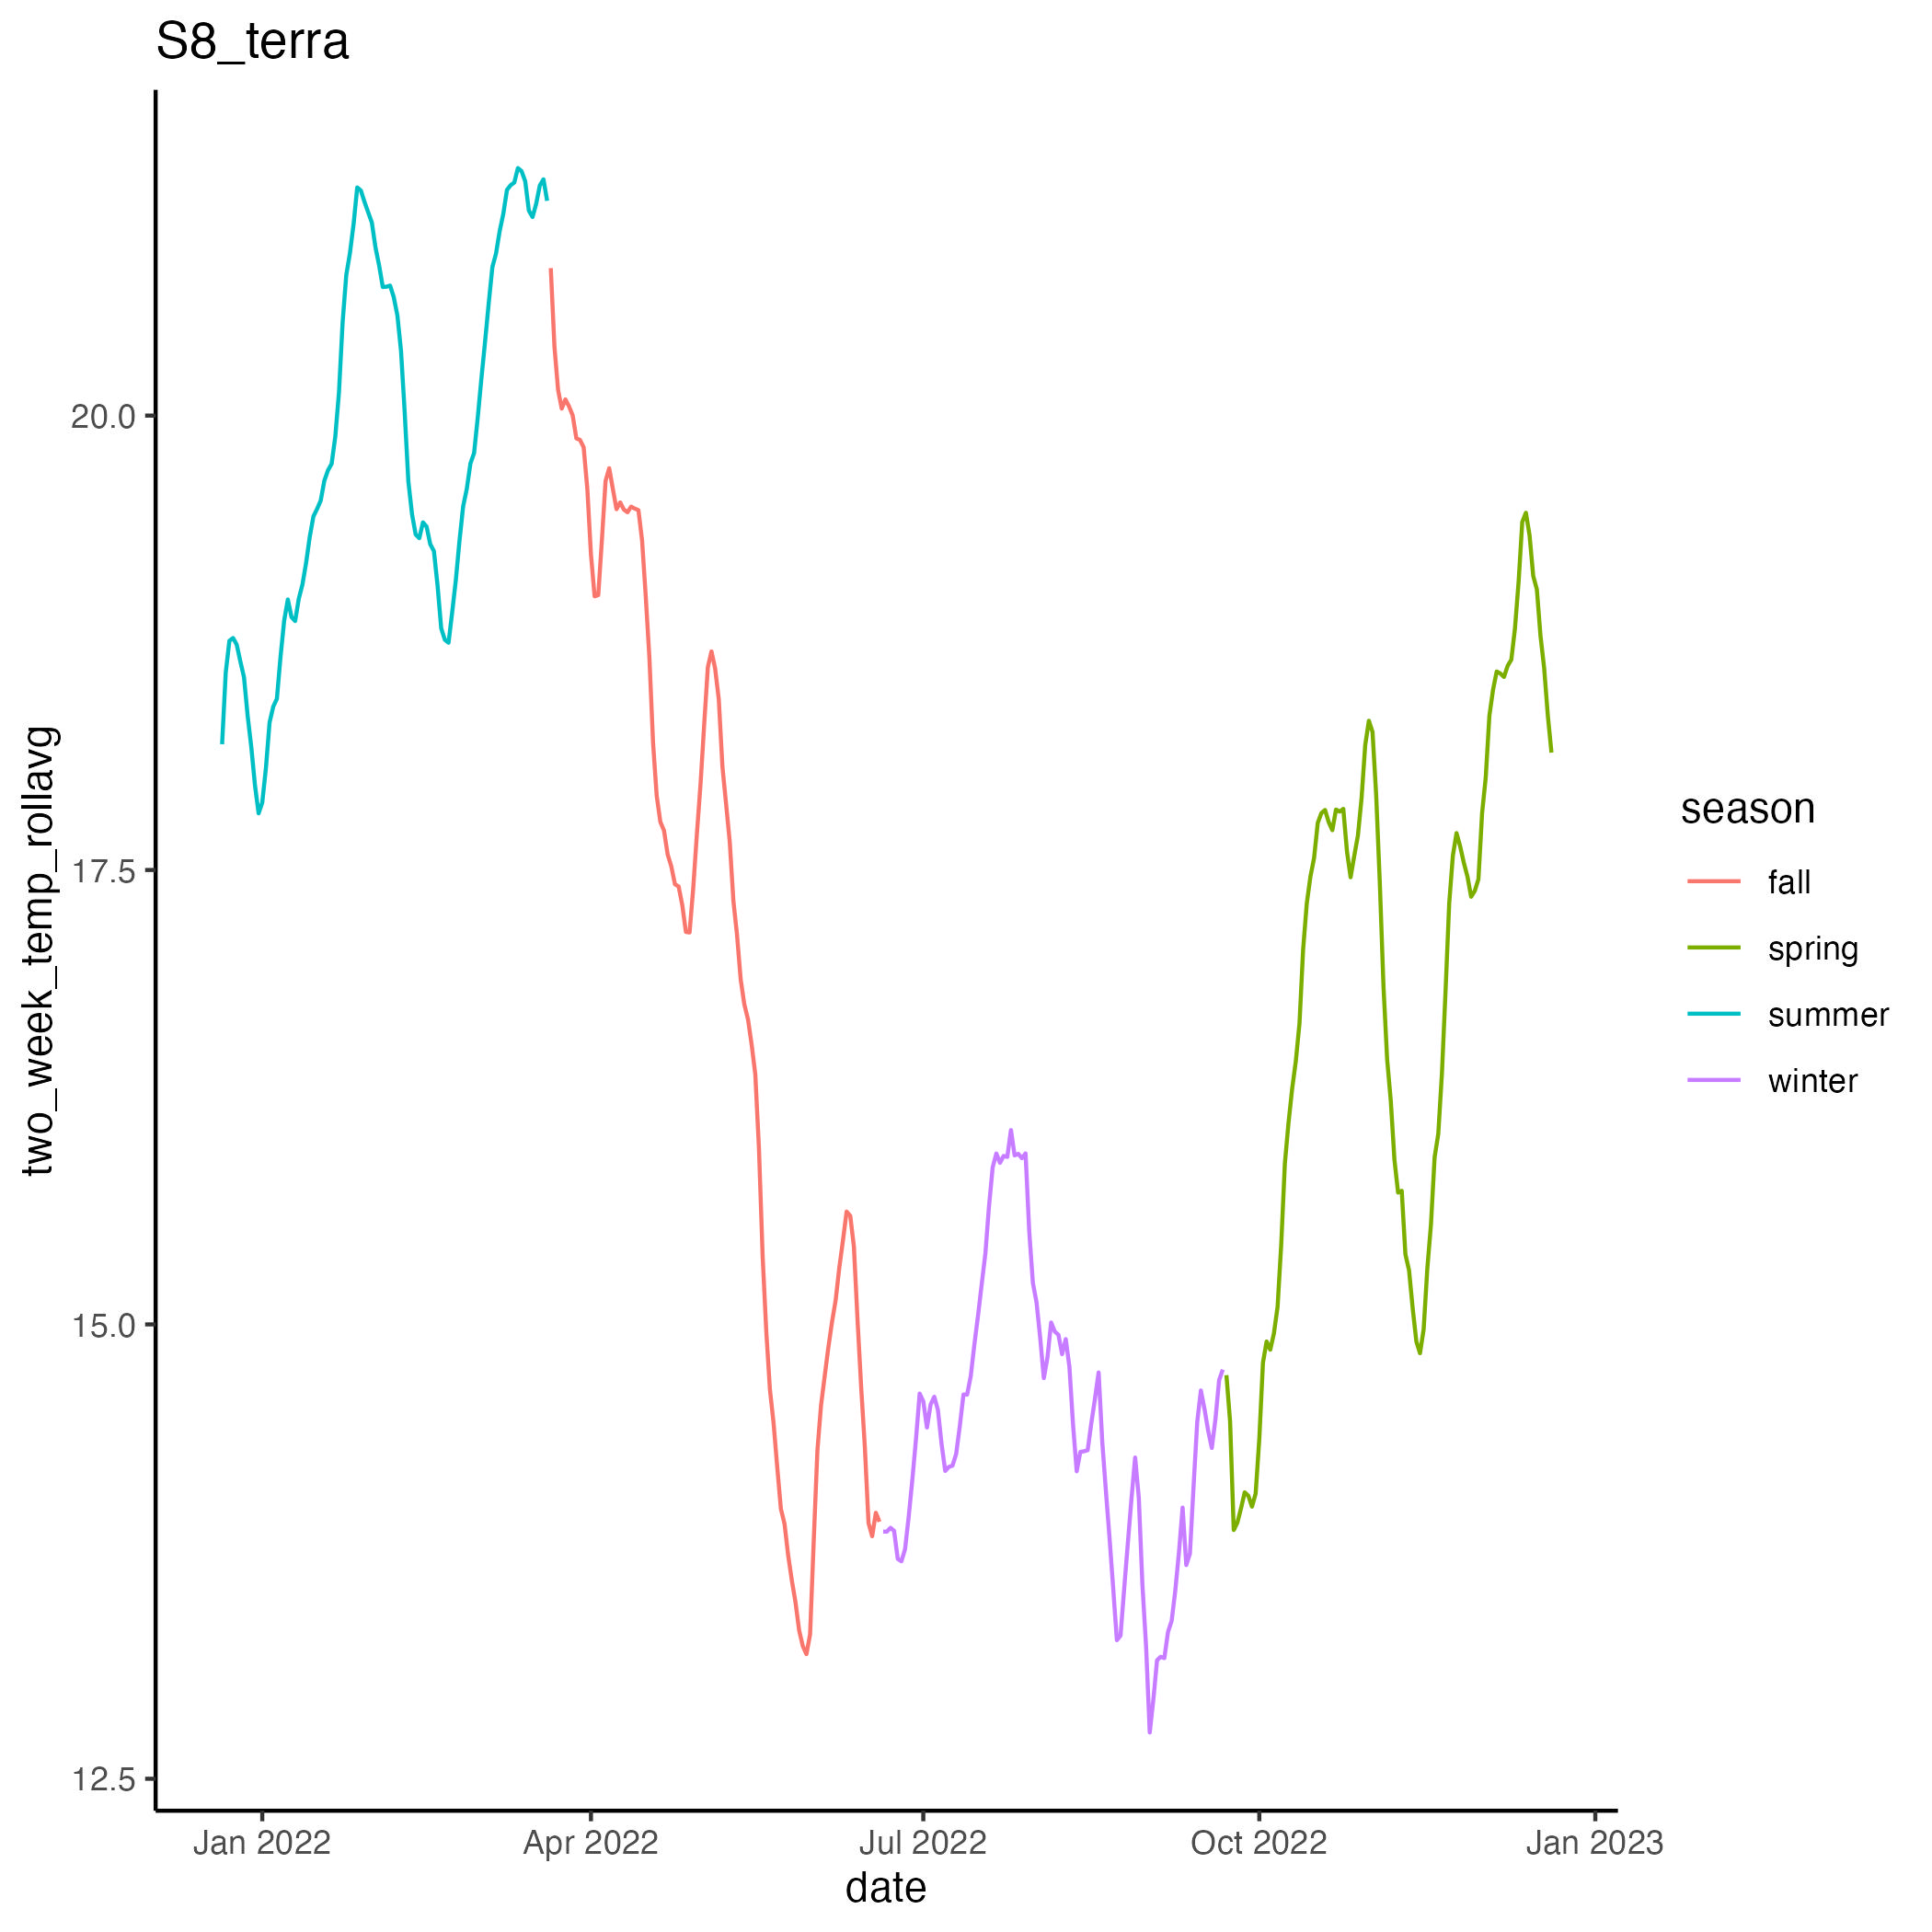 S8_terra
two_week_temp_rollavg
20.0
17.5
15.0
12.5
Jan 2022
Apr 2022
Jul 2022
Oct 2022
Jan 2023
date
season
fall
spring
summer
winter